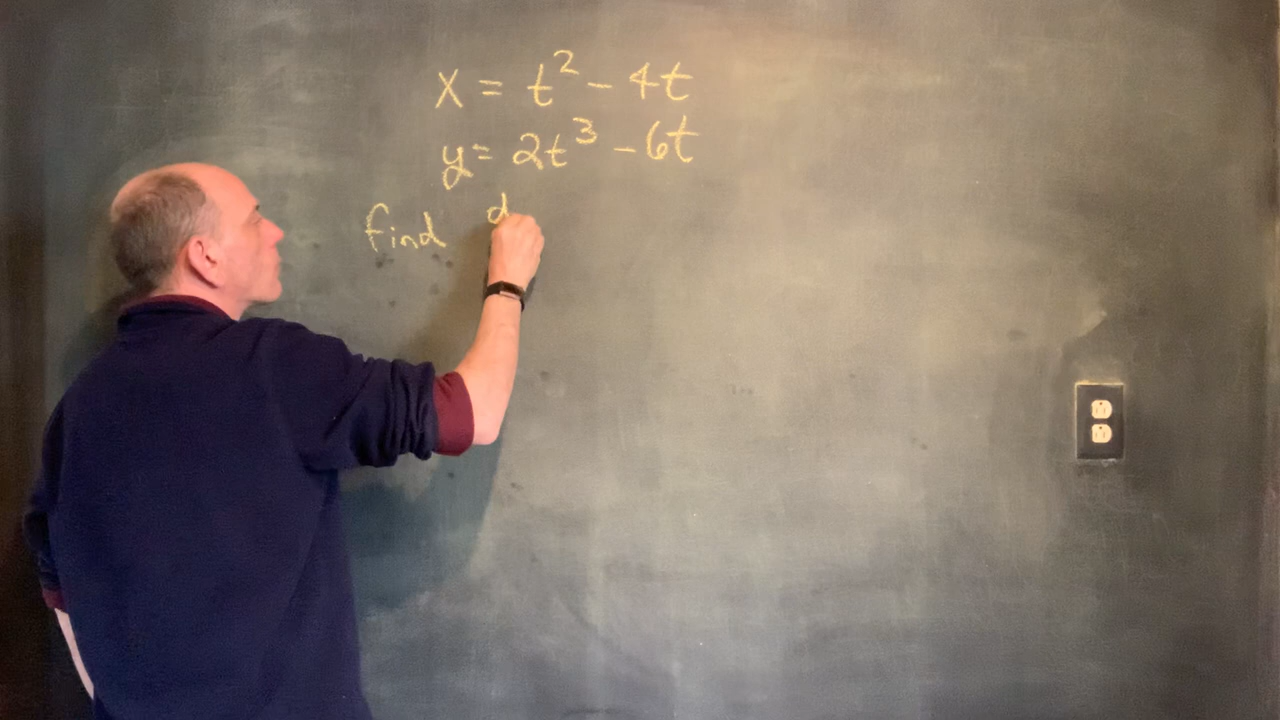 x = t² - 4t
y = 2t³ - 6t
find d